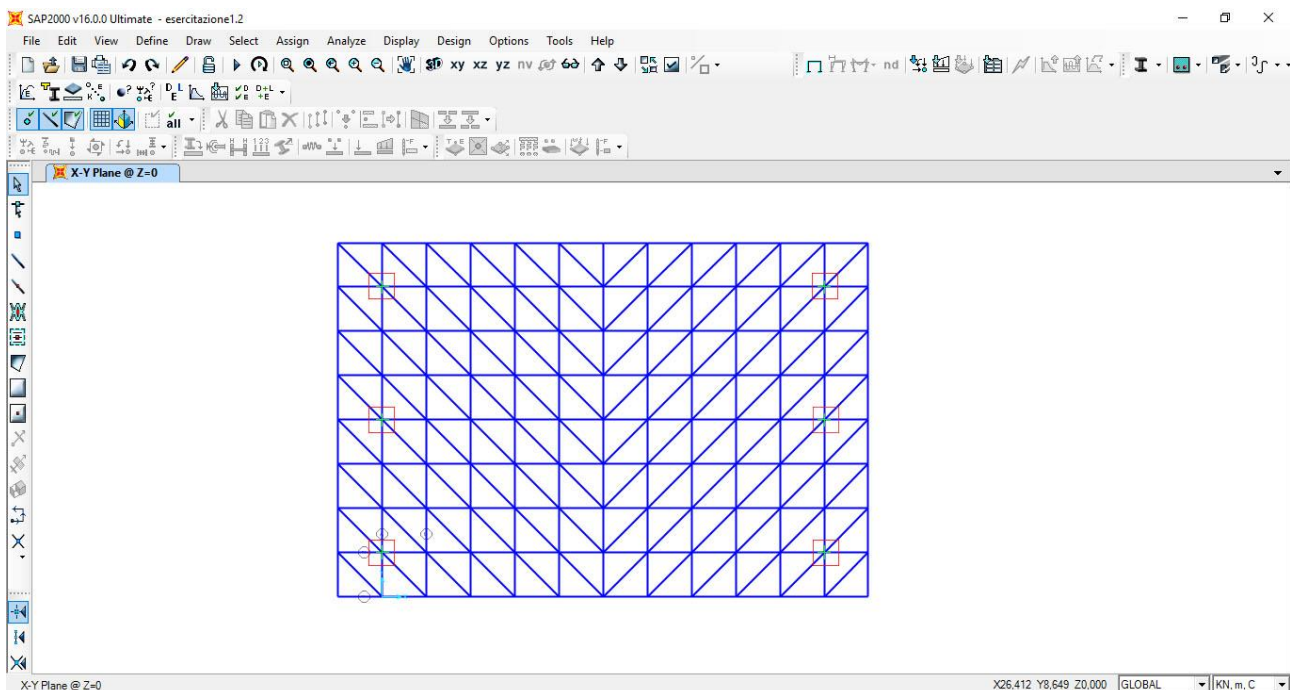 SAP2000 v16.0.0 Ultimate - esercitazione1.2
File Edit View Define Draw Select Assign Analyze Display Design Options Tools Help
xy xz yz nv nd
all
X-Y Plane @ Z=0
X-Y Plane @ Z=0 X26,412 Y8,649 Z0,000 GLOBAL KN, m, C